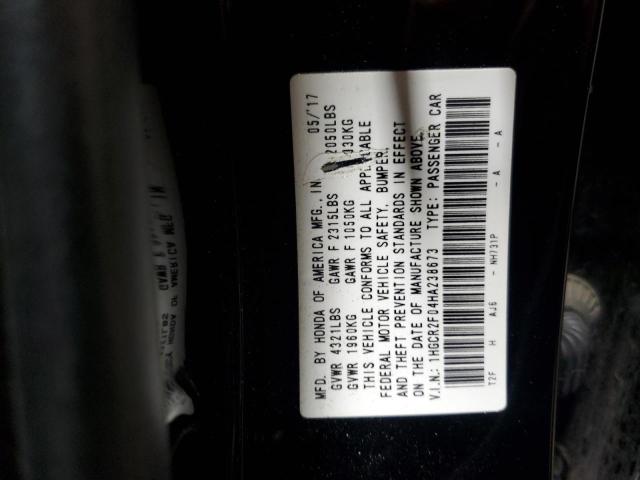 MFD. BY HONDA OF AMERICA MFG., IN 05/'17
GVWR 4321LBS GAWR F 2315LBS 2050LBS
GVWR 1960KG GAWR F 1050KG 930KG
THIS VEHICLE CONFORMS TO ALL APPLICABLE
FEDERAL MOTOR VEHICLE SAFETY, BUMPER,
AND THEFT PREVENTION STANDARDS IN EFFECT
ON THE DATE OF MANUFACTURE SHOWN ABOVE.
V.I.N.: 1HGCR2F04HA238673 TYPE: PASSENGER CAR
T2F H AJ6 NH731P - A - A